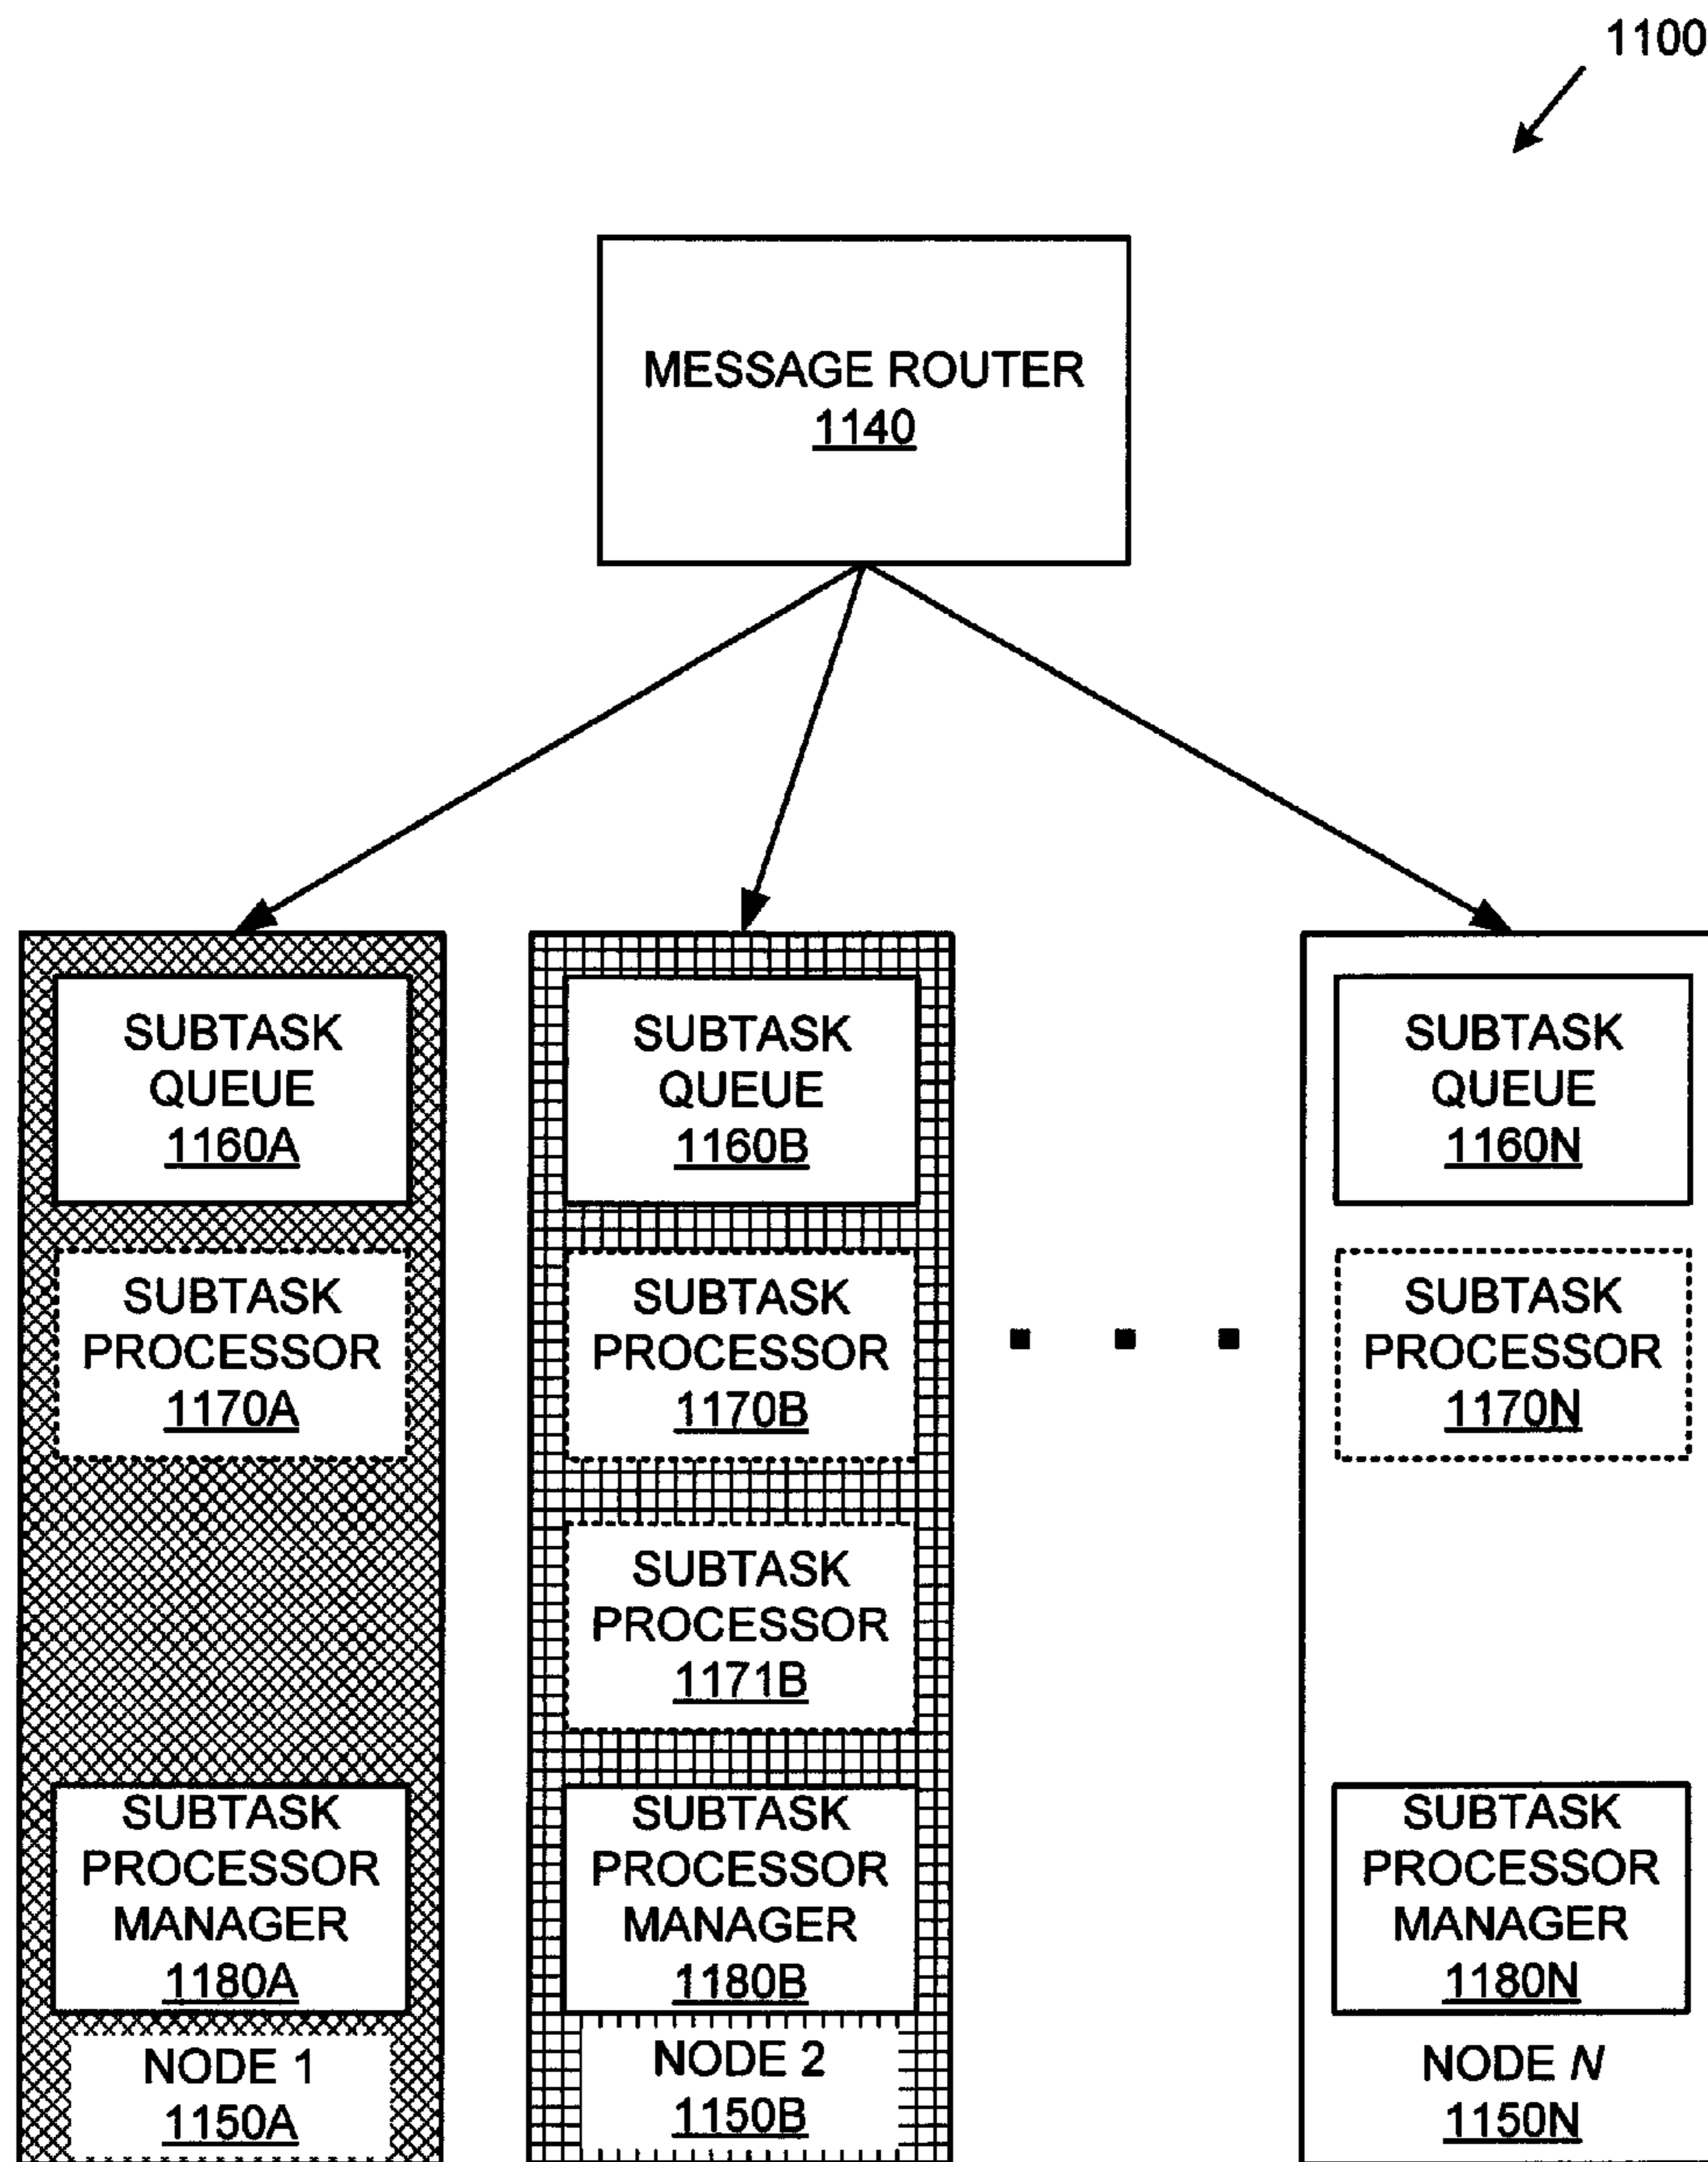 1100
MESSAGE ROUTER
1140
SUBTASK
QUEUE
1160A
SUBTASK
PROCESSOR
1170A
SUBTASK
PROCESSOR
MANAGER
1180A
NODE 1
1150A
SUBTASK
QUEUE
1160B
SUBTASK
PROCESSOR
1170B
SUBTASK
PROCESSOR
1171B
SUBTASK
PROCESSOR
MANAGER
1180B
NODE 2
1150B
SUBTASK
QUEUE
1160N
SUBTASK
PROCESSOR
1170N
SUBTASK
PROCESSOR
MANAGER
1180N
NODE N
1150N